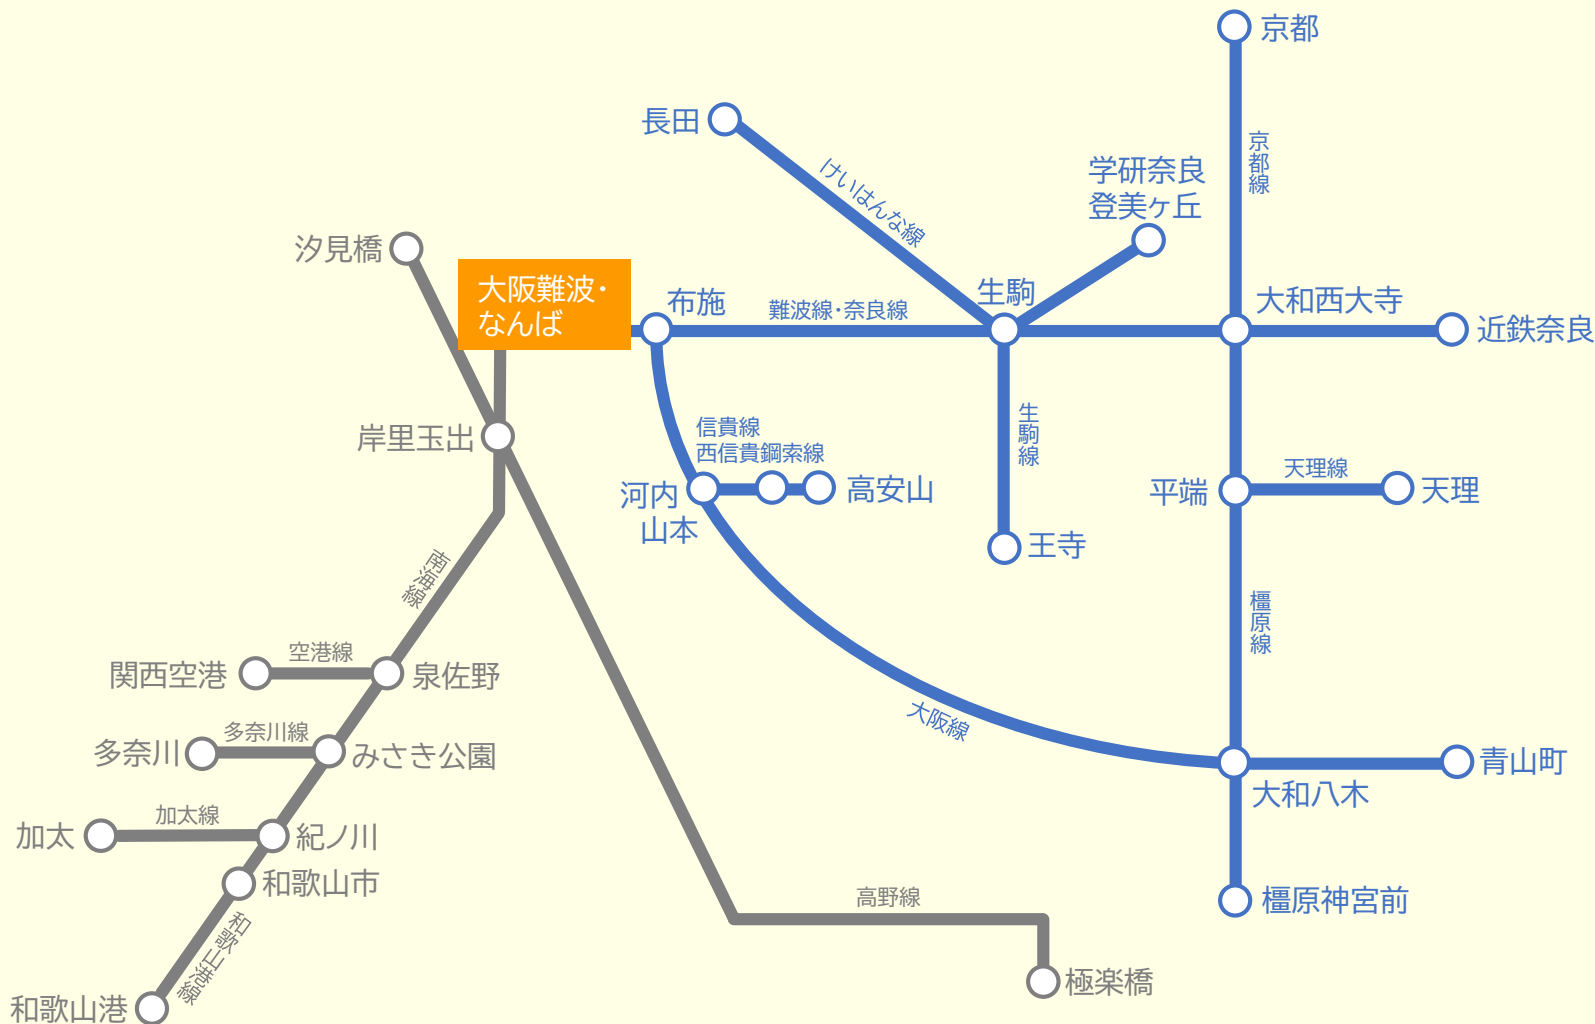 京都
長田
けいはんな線
京都線
学研奈良
登美ヶ丘
汐見橋
大阪難波・
なんば
布施
難波線・奈良線
生駒
大和西大寺
近鉄奈良
岸里玉出
信貴線
西信貴鋼索線
生駒線
河内
山本
高安山
平端
天理線
天理
王寺
南海線
橿原線
関西空港
空港線
泉佐野
多奈川
多奈川線
みさき公園
大阪線
大和八木
青山町
加太
加太線
紀ノ川
和歌山市
高野線
橿原神宮前
和歌山港線
和歌山港
極楽橋